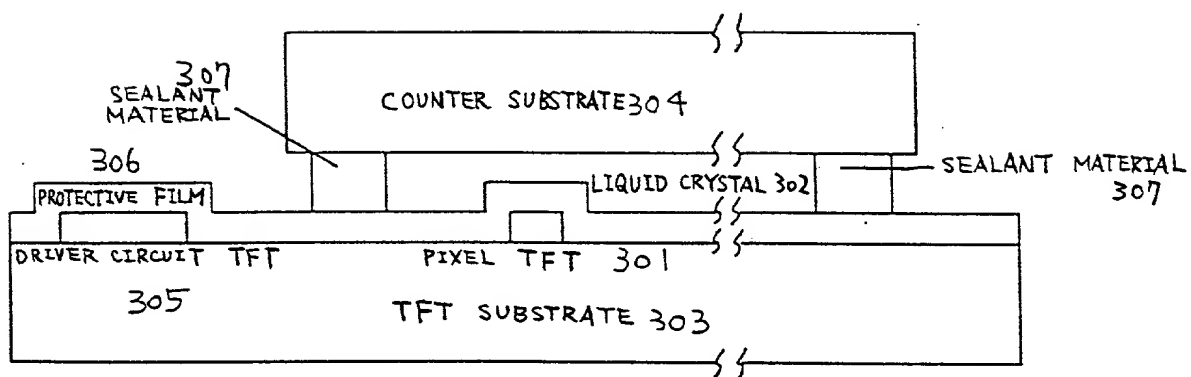 307
SEALANT
MATERIAL
COUNTER SUBSTRATE 304
306
PROTECTIVE FILM
LIQUID CRYSTAL 302
SEALANT MATERIAL
307
DRIVER CIRCUIT TFT
PIXEL TFT 301
305
TFT SUBSTRATE 303